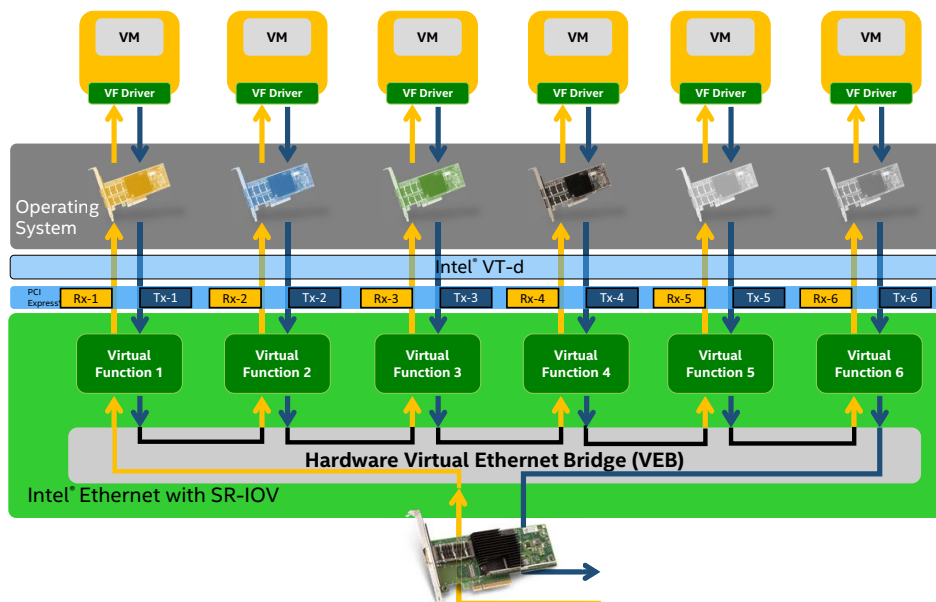 VM VM VM VM VM VM
VF Driver VF Driver VF Driver VF Driver VF Driver VF Driver
Operating
System
Intel® VT-d
PCI
Express
Rx-1 Tx-1 Rx-2 Tx-2 Rx-3 Tx-3 Rx-4 Tx-4 Rx-5 Tx-5 Rx-6 Tx-6
Virtual Virtual Virtual Virtual Virtual Virtual
Function 1 Function 2 Function 3 Function 4 Function 5 Function 6
Hardware Virtual Ethernet Bridge (VEB)
Intel® Ethernet with SR-IOV